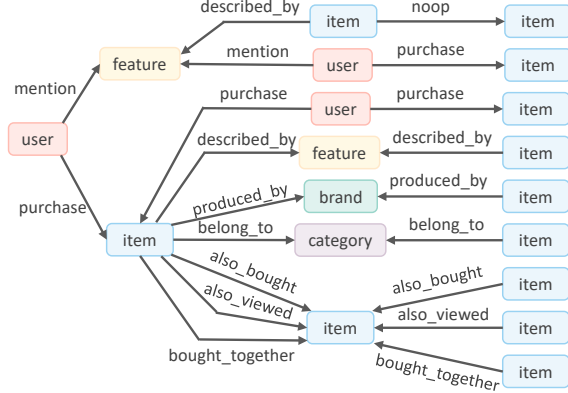 described_by
item
noop
item
mention
feature
mention
user
purchase
item
user
purchase
user
purchase
item
described_by
feature
described_by
item
purchase
produced_by
brand
produced_by
item
item
belong_to
category
belong_to
item
also_bought
also_bought
item
also_viewed
item
also_viewed
item
bought_together
bought_together
item